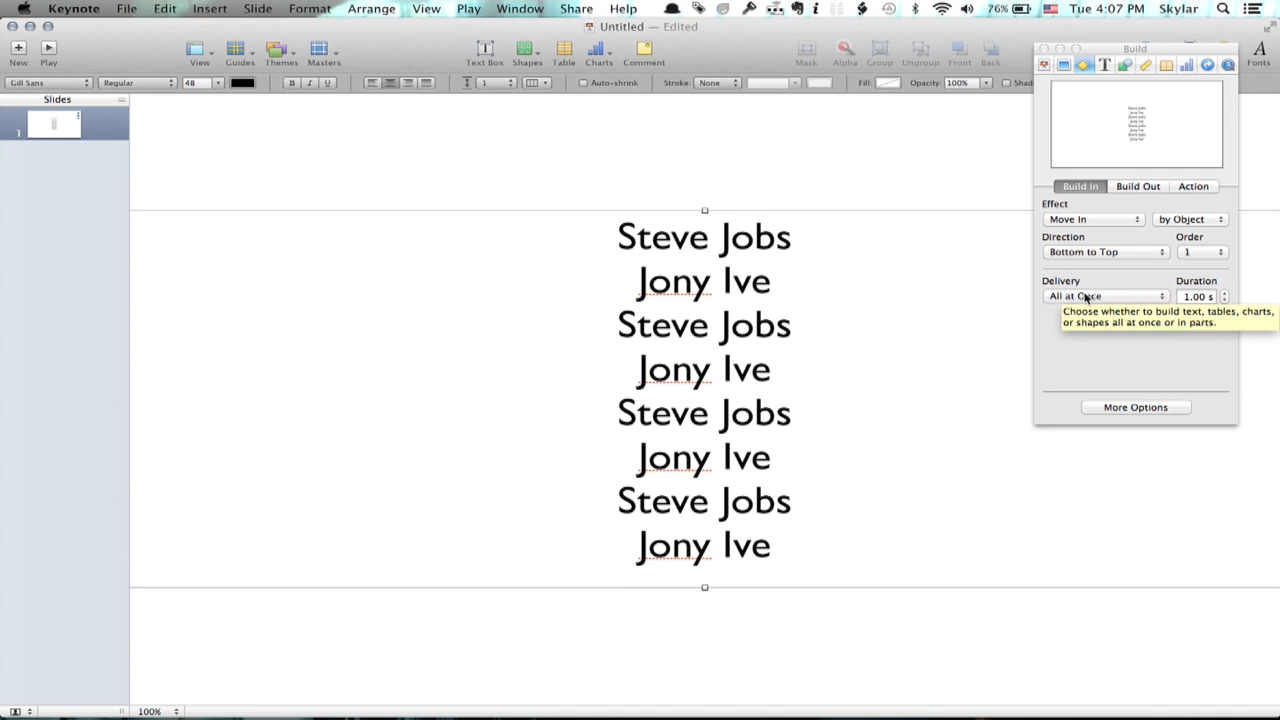 Keynote File Edit Insert Slide Format Arrange View Play Window Share Help 76% Tue 4:07 PM Skylar
Untitled — Edited
Build
New Play View Guides Themes Masters Text Box Shapes Table Charts Comment Mask Alpha Group Ungroup Front Back Fonts
Gill Sans Regular 48 B I U 1 Auto-shrink Stroke: None Fill: Opacity: 100% Shad
Slides
1
Build In Build Out Action
Effect
Move In by Object
Direction Order
Bottom to Top 1
Delivery Duration
All at Once 1.00 s
Choose whether to build text, tables, charts,
or shapes all at once or in parts.
More Options
Steve Jobs
Jony Ive
Steve Jobs
Jony Ive
Steve Jobs
Jony Ive
Steve Jobs
Jony Ive
100%